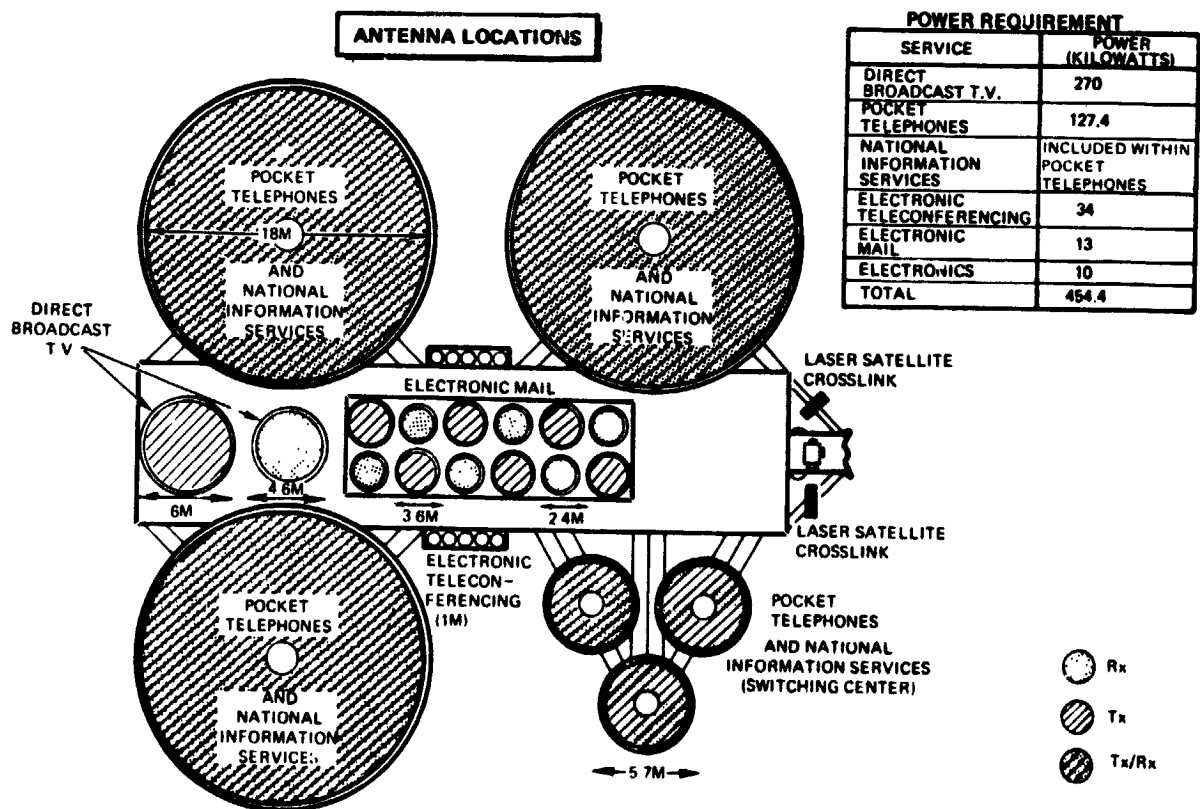 ANTENNA LOCATIONS
POWER REQUIREMENT
SERVICE
POWER
(KILOWATTS)
DIRECT
BROADCAST T.V.
270
POCKET
TELEPHONES
127.4
NATIONAL
INFORMATION
SERVICES
INCLUDED WITHIN
POCKET
TELEPHONES
ELECTRONIC
TELECONFERENCING
34
ELECTRONIC
MAIL
13
ELECTRONICS
10
TOTAL
454.4
POCKET
TELEPHONES
18M
AND
NATIONAL
INFORMATION
SERVICES
POCKET
TELEPHONES
AND
NATIONAL
INFORMATION
SERVICES
DIRECT
BROADCAST
T V
ELECTRONIC MAIL
LASER SATELLITE
CROSSLINK
6M
4 6M
3 6M
2 4M
LASER SATELLITE
CROSSLINK
ELECTRONIC
TELECON-
FERENCING
(1M)
POCKET
TELEPHONES
AND
NATIONAL
INFORMATION
SERVICES
POCKET
TELEPHONES
AND NATIONAL
INFORMATION SERVICES
(SWITCHING CENTER)
5 7M
Rx
Tx
Tx/Rx